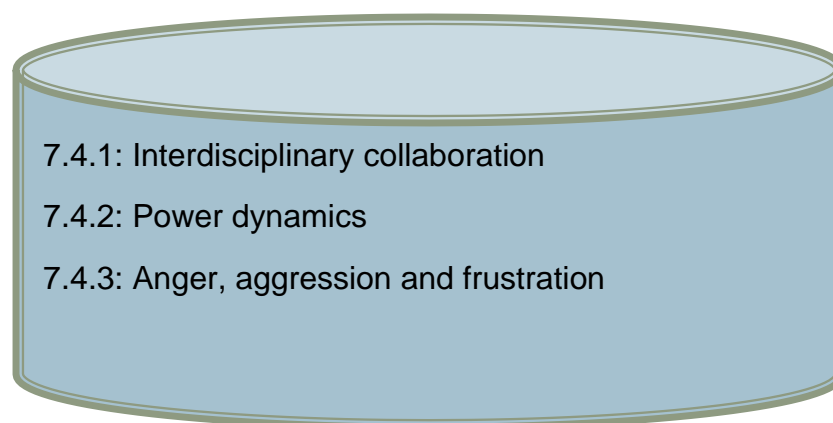 7.4.1: Interdisciplinary collaboration
7.4.2: Power dynamics
7.4.3: Anger, aggression and frustration